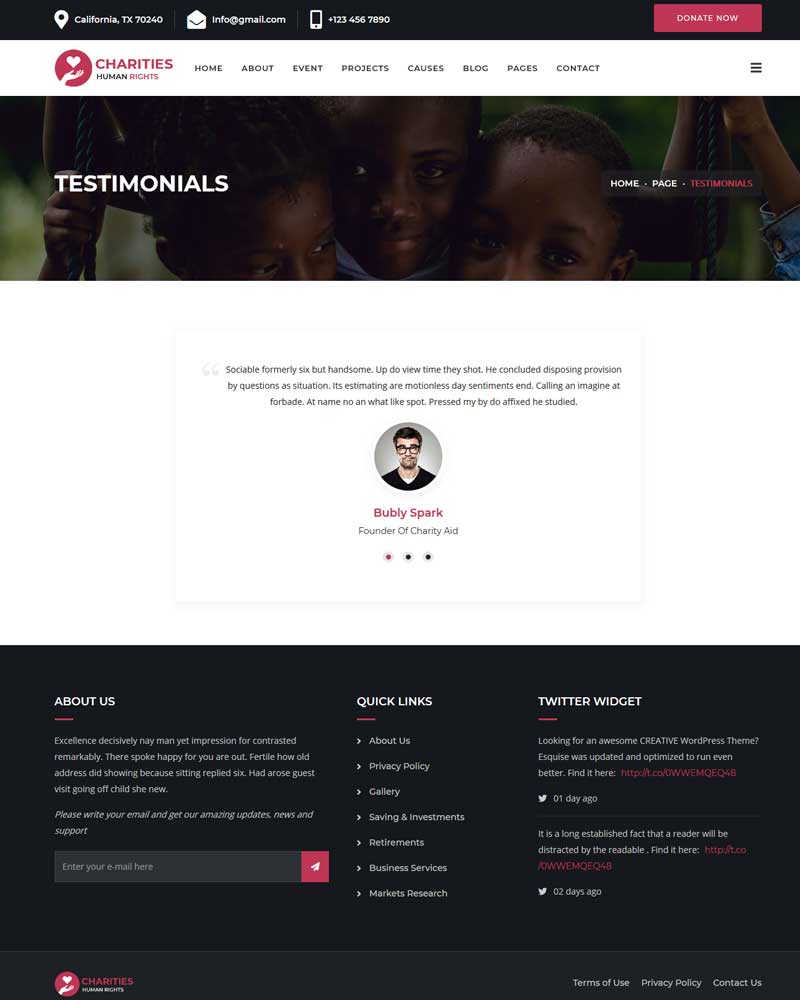 California, TX 70240
Info@gmail.com
+123 456 7890
DONATE NOW
CHARITIES
HUMAN RIGHTS
HOME
ABOUT
EVENT
PROJECTS
CAUSES
BLOG
PAGES
CONTACT
TESTIMONIALS
HOME - PAGE - TESTIMONIALS
“
Sociable formerly six but handsome. Up do view time they shot. He concluded disposing provision
by questions as situation. Its estimating are motionless day sentiments end. Calling an imagine at
forbade. At name no an what like spot. Pressed my by do affixed he studied.
Bubly Spark
Founder Of Charity Aid
ABOUT US
Excellence decisively nay man yet impression for contrasted
remarkably. There spoke happy for you are out. Fertile how old
address did showing because sitting replied six. Had arose guest
visit going off child she new.
Please write your email and get our amazing updates, news and
support
Enter your e-mail here
QUICK LINKS
About Us
Privacy Policy
Gallery
Saving & Investments
Retirements
Business Services
Markets Research
TWITTER WIDGET
Looking for an awesome CREATIVE WordPress Theme?
Esquise was updated and optimized to run even
better. Find it here: http://t.co/0WWEMQEQ48
01 day ago
It is a long established fact that a reader will be
distracted by the readable . Find it here: http://t.co
/0WWEMQEQ48
02 days ago
CHARITIES
HUMAN RIGHTS
Terms of Use
Privacy Policy
Contact Us